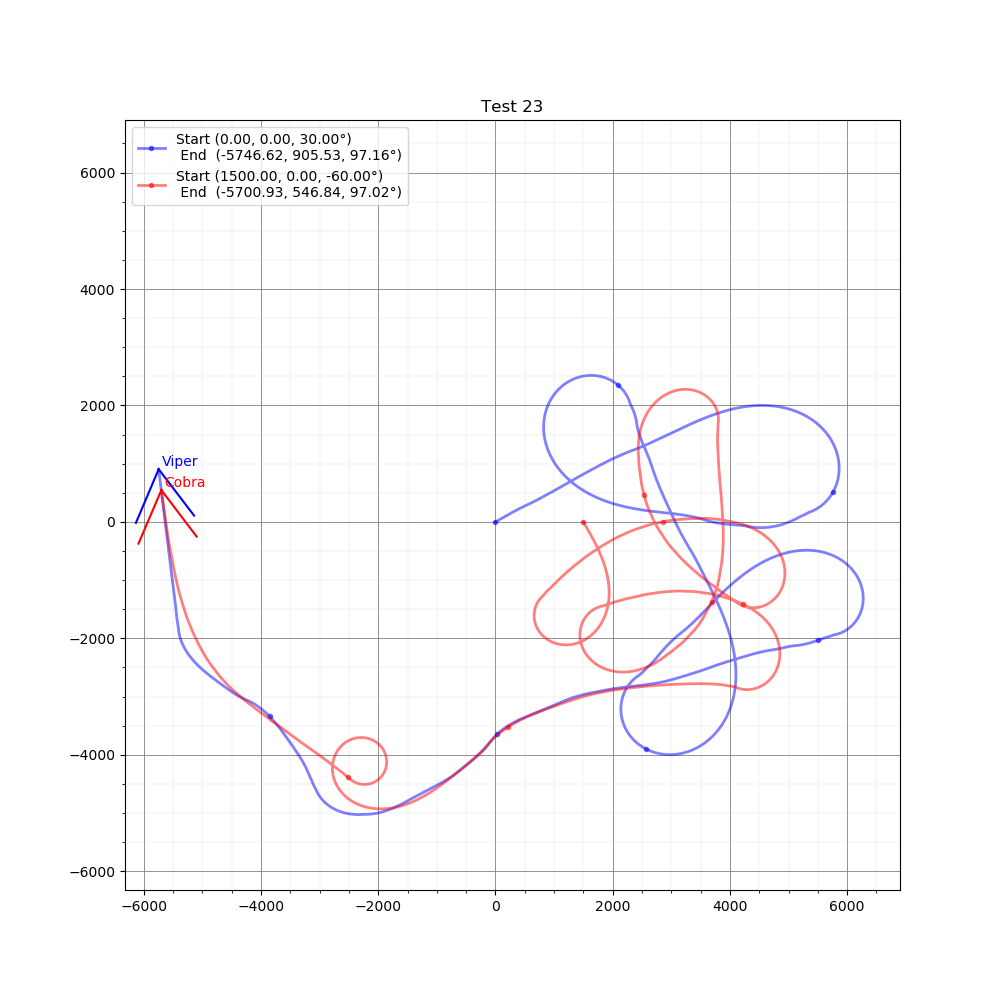 Test 23
Start (0.00, 0.00, 30.00°)
End (-5746.62, 905.53, 97.16°)
Start (1500.00, 0.00, -60.00°)
End (-5700.93, 546.84, 97.02°)
6000
4000
2000
0
−2000
−4000
−6000
Viper
Cobra
−6000 −4000 −2000 0 2000 4000 6000